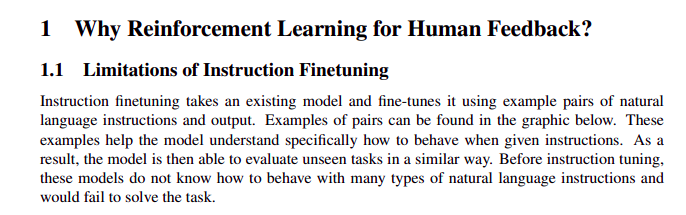 1 Why Reinforcement Learning for Human Feedback?
1.1 Limitations of Instruction Finetuning
Instruction finetuning takes an existing model and fine-tunes it using example pairs of natural
language instructions and output. Examples of pairs can be found in the graphic below. These
examples help the model understand specifically how to behave when given instructions. As a
result, the model is then able to evaluate unseen tasks in a similar way. Before instruction tuning,
these models do not know how to behave with many types of natural language instructions and
would fail to solve the task.